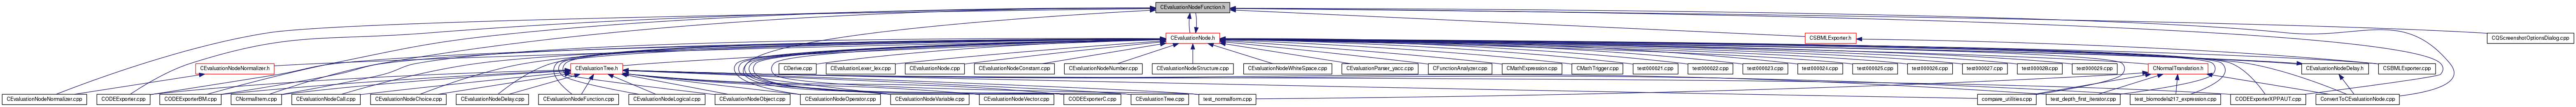 CEvaluationNodeFunction.h
CEvaluationNode.h
CSBMLExporter.h
CQScreenshotOptionsDialog.cpp
CEvaluationNodeNormalizer.h
CEvaluationTree.h
CDerive.cpp
CEvaluationLexer_lex.cpp
CEvaluationNode.cpp
CEvaluationNodeConstant.cpp
CEvaluationNodeNumber.cpp
CEvaluationNodeStructure.cpp
CEvaluationNodeWhiteSpace.cpp
CEvaluationParser_yacc.cpp
CFunctionAnalyzer.cpp
CMathExpression.cpp
CMathTrigger.cpp
test000021.cpp
test000022.cpp
test000023.cpp
test000024.cpp
test000025.cpp
test000026.cpp
test000027.cpp
test000028.cpp
test000029.cpp
CNormalTranslation.h
CEvaluationNodeDelay.h
CSBMLExporter.cpp
CEvaluationNodeNormalizer.cpp
CODEExporter.cpp
CODEExporterBM.cpp
CNormalItem.cpp
CEvaluationNodeCall.cpp
CEvaluationNodeChoice.cpp
CEvaluationNodeDelay.cpp
CEvaluationNodeFunction.cpp
CEvaluationNodeLogical.cpp
CEvaluationNodeObject.cpp
CEvaluationNodeOperator.cpp
CEvaluationNodeVariable.cpp
CEvaluationNodeVector.cpp
CODEExporterC.cpp
CEvaluationTree.cpp
test_normalform.cpp
compare_utilities.cpp
test_depth_first_iterator.cpp
test_biomodels217_expression.cpp
CODEExporterXPPAUT.cpp
ConvertToCEvaluationNode.cpp